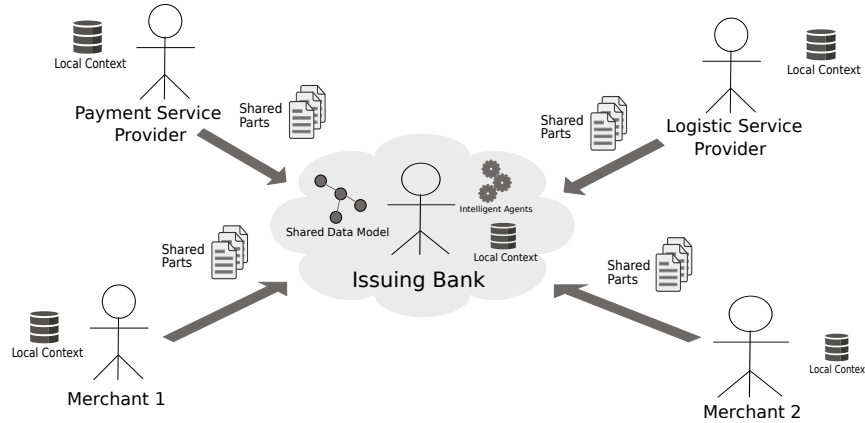 Local Context
Payment Service
Provider
Shared
Parts
Local Context
Logistic Service
Provider
Shared
Parts
Shared Data Model
Intelligent Agents
Local Context
Issuing Bank
Shared
Parts
Local Context
Merchant 1
Shared
Parts
Local Contex
Merchant 2